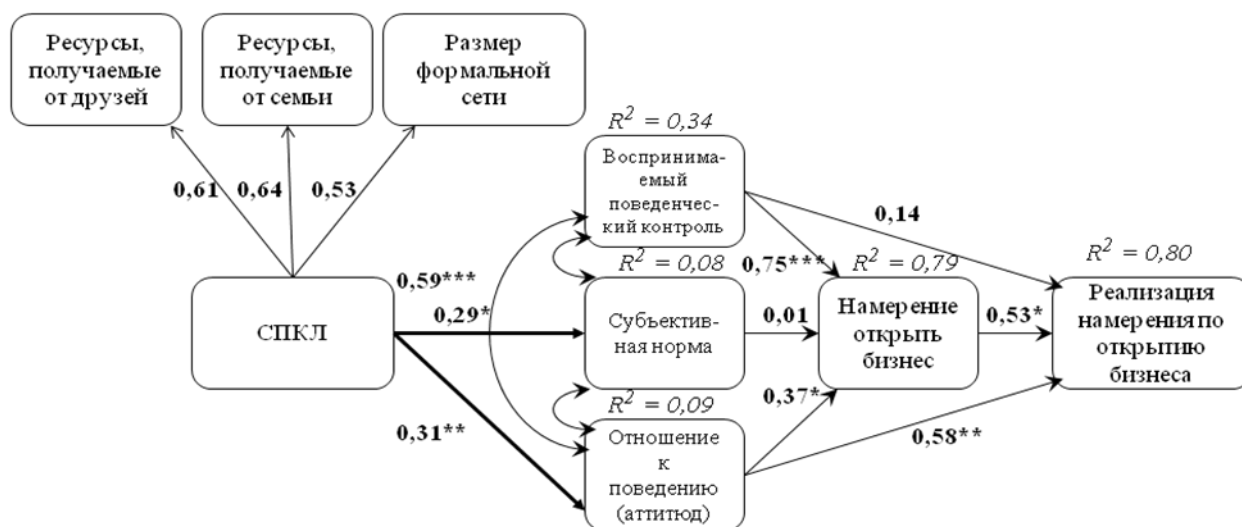 Ресурсы,
получаемые
от друзей
Ресурсы,
получаемые
от семьи
Размер
формальной
сети
R² = 0,34
Воспринима-
емый
поведенчес-
кий контроль
0,61
0,64
0,53
0,14
0,59***
0,75***
R² = 0,08
R² = 0,79
R² = 0,80
СПКЛ
0,29*
Субъектив-
ная норма
0,01
Намерение
открыть
бизнес
0,53*
Реализация
намерения по
открытию
бизнеса
R² = 0,09
0,37*
0,31**
Отношение
к
поведению
(аттитюд)
0,58**